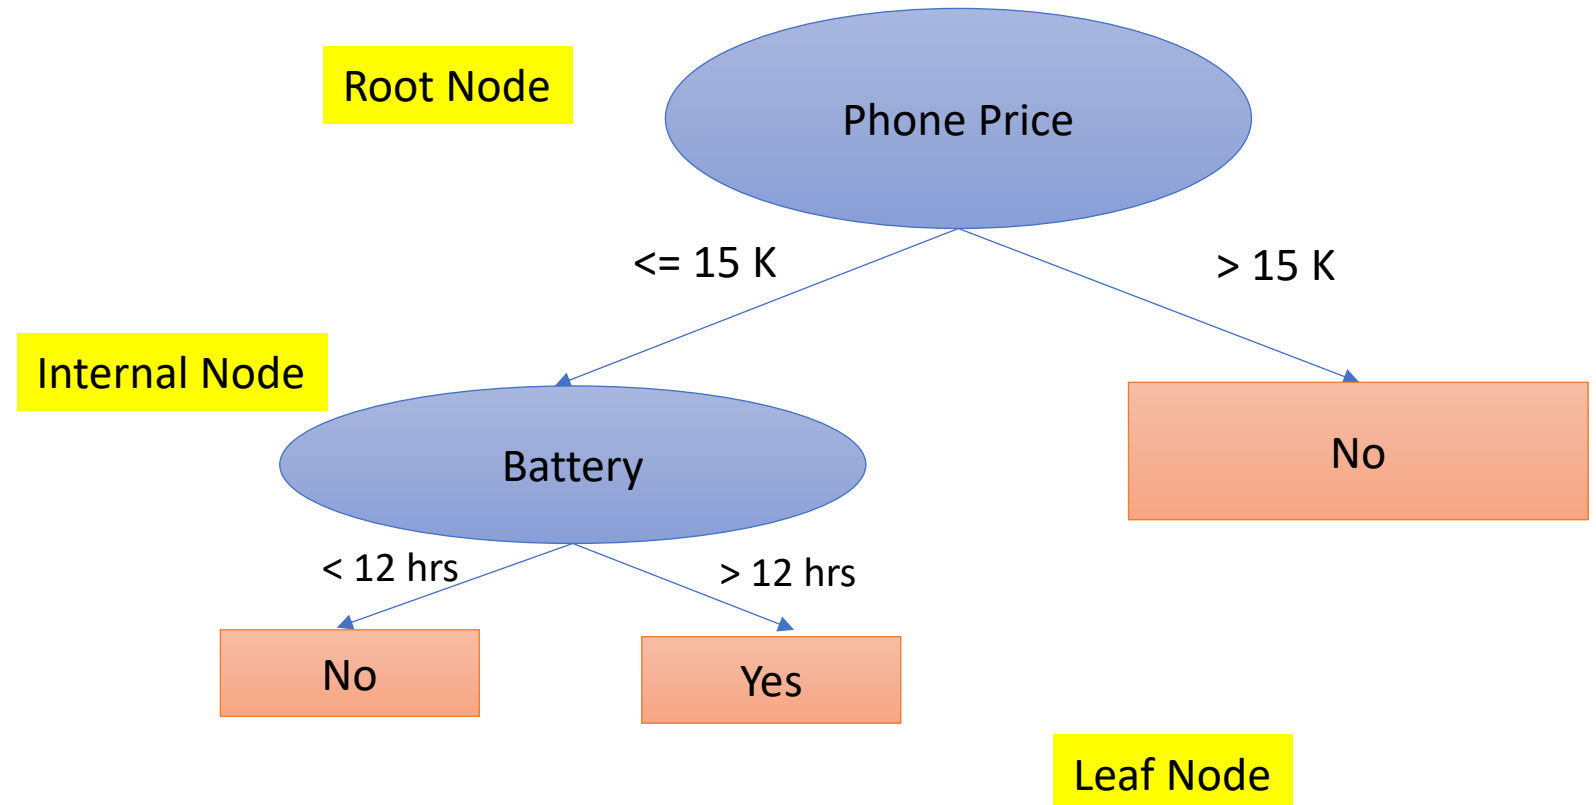 Root Node
Phone Price
<= 15 K
> 15 K
Internal Node
Battery
No
< 12 hrs
> 12 hrs
No
Yes
Leaf Node